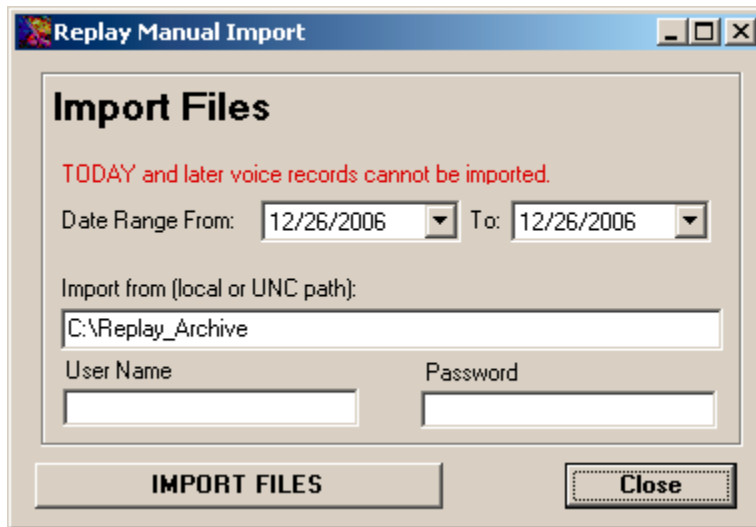 Replay Manual Import
Import Files
TODAY and later voice records cannot be imported.
Date Range From: 12/26/2006 To: 12/26/2006
Import from (local or UNC path):
C:\Replay_Archive
User Name Password
IMPORT FILES Close